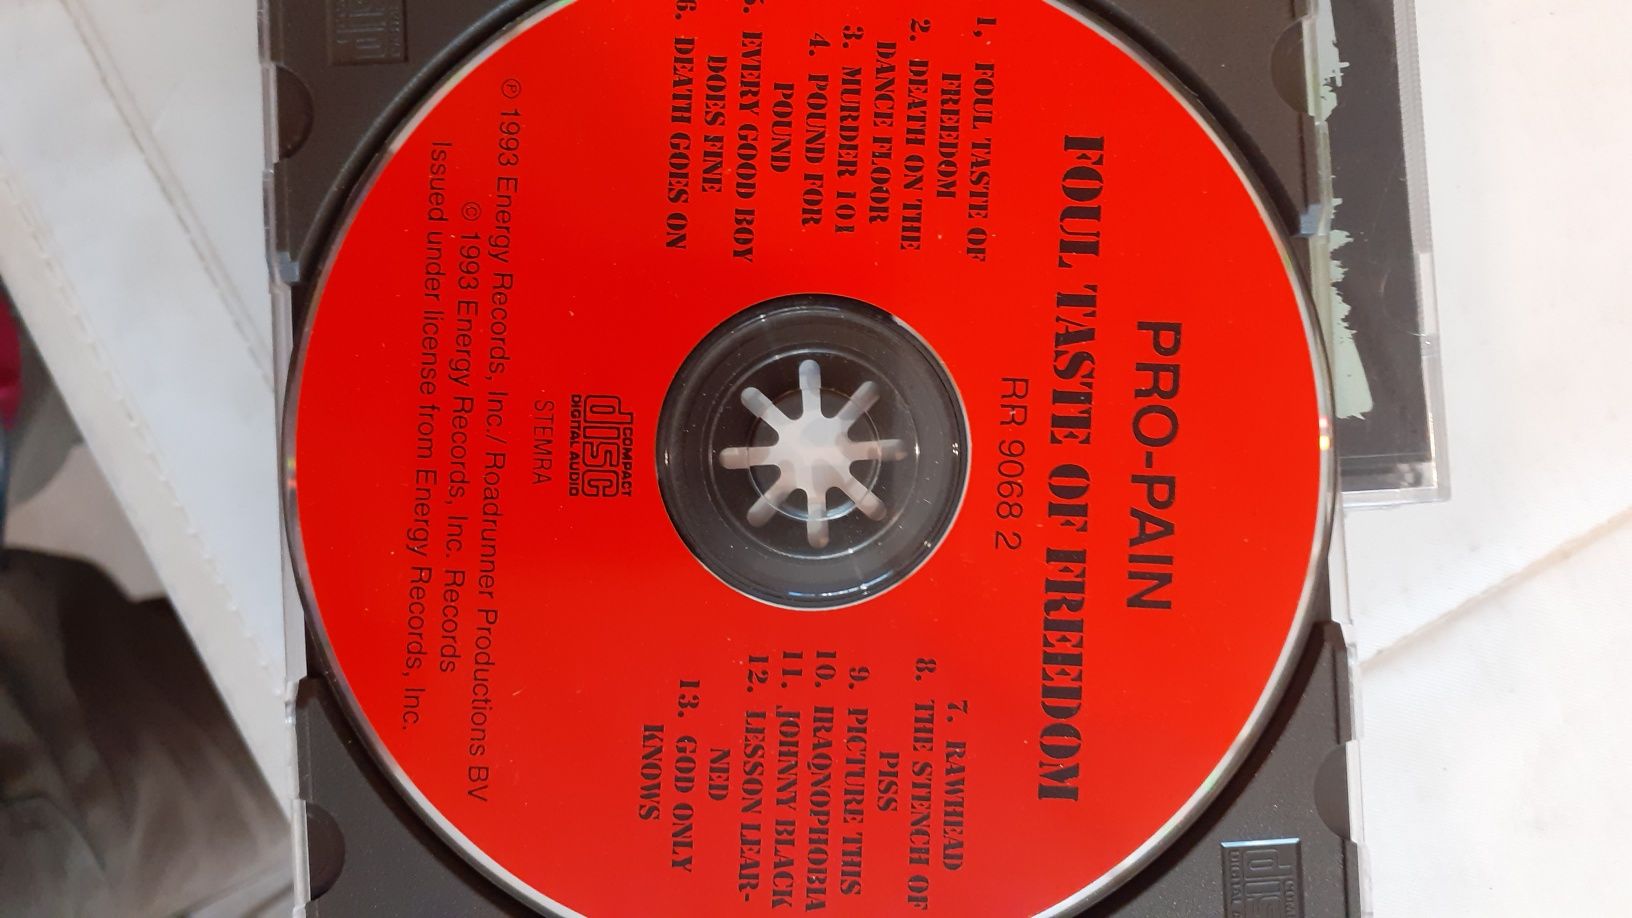 PRO-PAIN
FOUL TASTE OF FREEDOM
RR 9068 2
1. FOUL TASTE OF
FREEDOM
2. DEATH ON THE
DANCE FLOOR
3. MURDER 101
4. POUND FOR
POUND
5. EVERY GOOD BOY
DOES FINE
6. DEATH GOES ON
7. RAWHEAD
8. THE STENCH OF
PISS
9. PICTURE THIS
10. IRAQNOPHOBIA
11. JOHNNY BLACK
12. LESSON LEAR-
NED
13. GOD ONLY
KNOWS
COMPACT
disc
DIGITAL AUDIO
STEMRA
℗ 1993 Energy Records, Inc./ Roadrunner Productions BV
© 1993 Energy Records, Inc. Records
Issued under license from Energy Records, Inc.